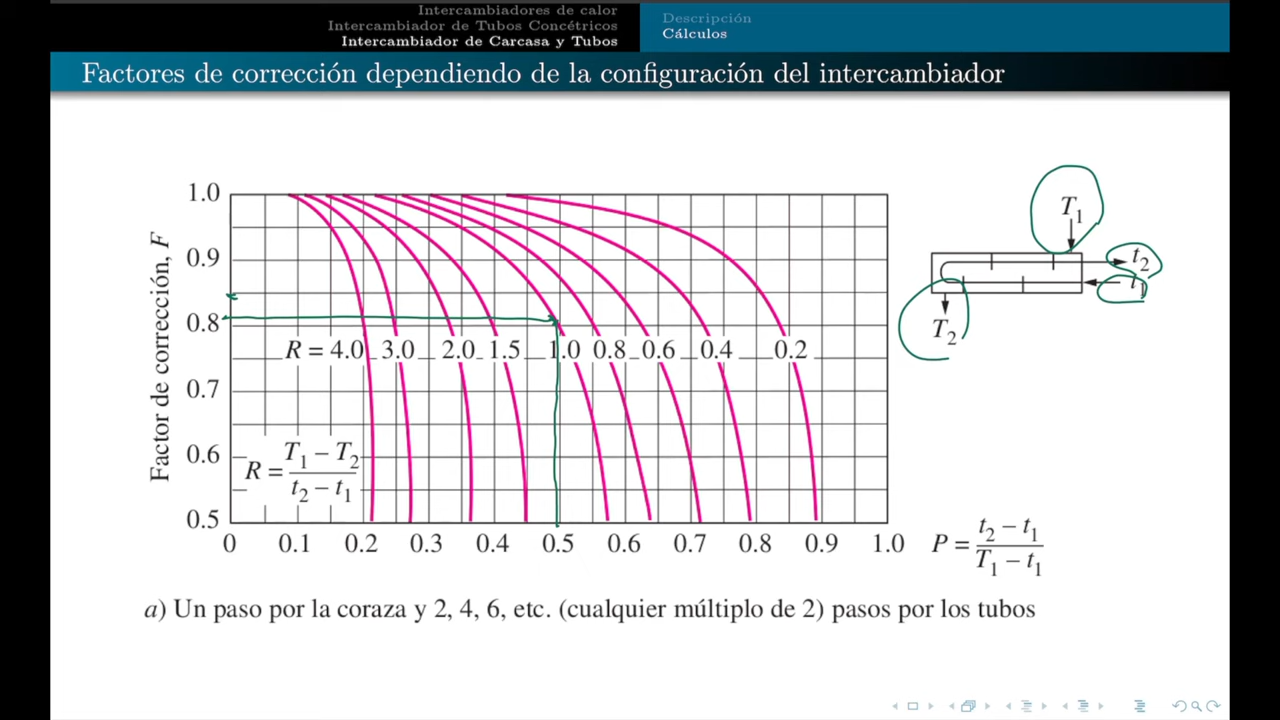 Intercambiadores de calor
Intercambiador de Tubos Concétricos
Intercambiador de Carcasa y Tubos
Descripción
Cálculos
Factores de corrección dependiendo de la configuración del intercambiador
1.0
0.9
0.8
0.7
0.6
0.5
Factor de corrección, F
R = 4.0 3.0 2.0 1.5 1.0 0.8 0.6 0.4 0.2
R = (T₁ – T₂) / (t₂ – t₁)
0 0.1 0.2 0.3 0.4 0.5 0.6 0.7 0.8 0.9 1.0
P = (t₂ – t₁) / (T₁ – t₁)
T₁
t₂
t₁
T₂
a) Un paso por la coraza y 2, 4, 6, etc. (cualquier múltiplo de 2) pasos por los tubos